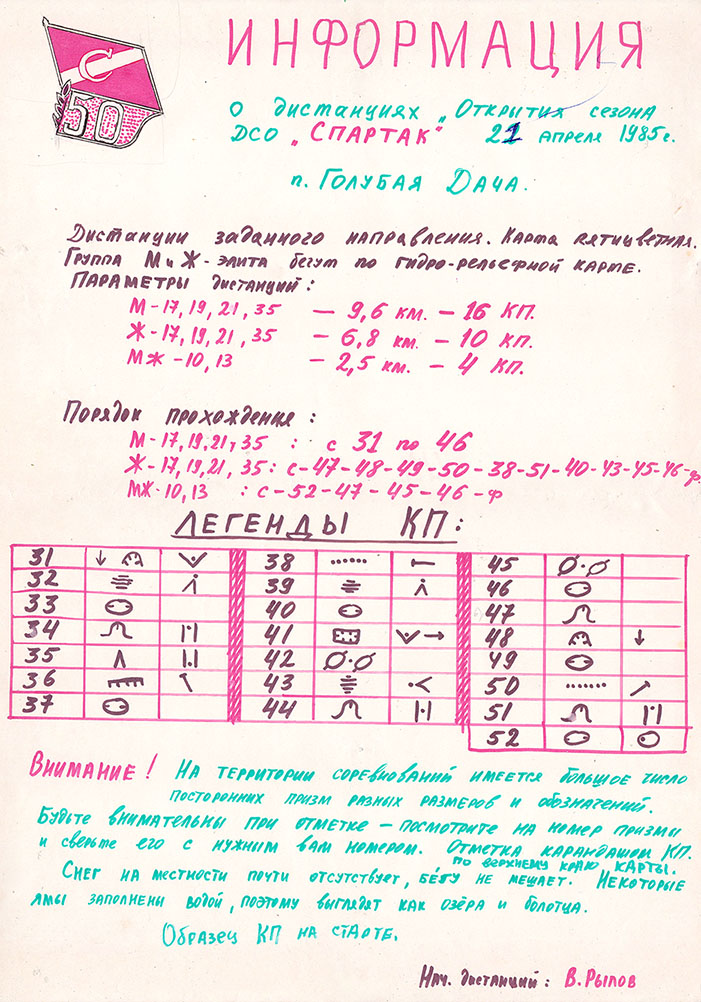 С
50
ИНФОРМАЦИЯ
О дистанциях „Открытия сезона
ДСО „СПАРТАК" 21 апреля 1985г.
п. Голубая Дача.
Дистанции заданного направления. Карта пятицветная.
Группа М и Ж - элита бегут по гидро-рельефной карте.
Параметры дистанций:
М-17, 19, 21, 35 — 9,6 км. — 16 КП.
Ж-17, 19, 21, 35 — 6,8 км. — 10 КП.
МЖ-10, 13 — 2,5 км. — 4 КП.
Порядок прохождения:
М-17, 19, 21, 35 : с 31 по 46
Ж-17, 19, 21, 35: с-47-48-49-50-38-51-40-43-45-46-ф.
МЖ-10, 13 : с-52-47-45-46-ф
ЛЕГЕНДЫ КП:
31 38 45
32 39 46
33 40 47
34 41 48
35 42 49
36 43 50
37 44 51
52
Внимание! На территории соревнований имеется большое число
посторонних призм разных размеров и обозначений.
Будьте внимательны при отметке — посмотрите на номер призмы
и сверьте его с нужным вам номером. Отметка карандашом КП.
по верхнему краю карты.
Снег на местности почти отсутствует, бегу не мешает. Некоторые
ямы заполнены водой, поэтому выглядят как озёра и болотца.
Образец КП на старте.
Нач. дистанций: В. Рылов